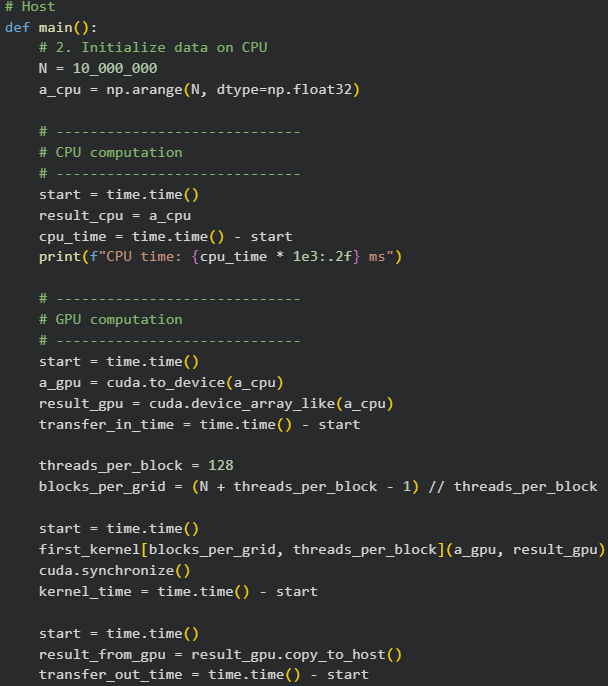 # Host
def main():
    # 2. Initialize data on CPU
    N = 10_000_000
    a_cpu = np.arange(N, dtype=np.float32)

    # -----------------------------
    # CPU computation
    # -----------------------------
    start = time.time()
    result_cpu = a_cpu
    cpu_time = time.time() - start
    print(f"CPU time: {cpu_time * 1e3:.2f} ms")

    # -----------------------------
    # GPU computation
    # -----------------------------
    start = time.time()
    a_gpu = cuda.to_device(a_cpu)
    result_gpu = cuda.device_array_like(a_cpu)
    transfer_in_time = time.time() - start

    threads_per_block = 128
    blocks_per_grid = (N + threads_per_block - 1) // threads_per_block

    start = time.time()
    first_kernel[blocks_per_grid, threads_per_block](a_gpu, result_gpu)
    cuda.synchronize()
    kernel_time = time.time() - start

    start = time.time()
    result_from_gpu = result_gpu.copy_to_host()
    transfer_out_time = time.time() - start